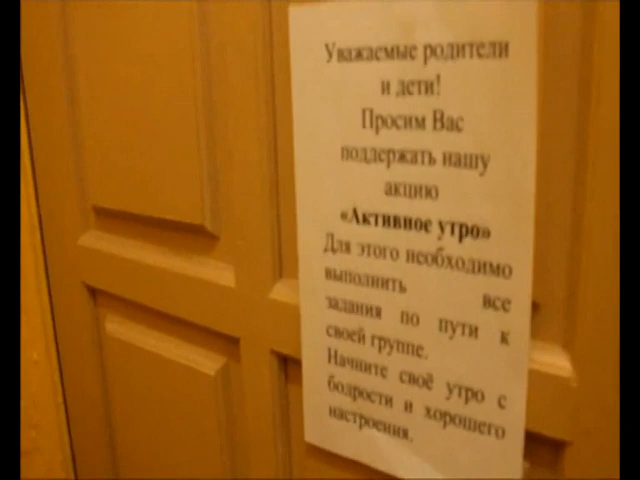 Уважаемые родители
и дети!
Просим Вас
поддержать нашу
акцию
«Активное утро»
Для этого необходимо
выполнить все
задания по пути к
своей группе.
Начните своё утро с
бодрости и хорошего
настроения.